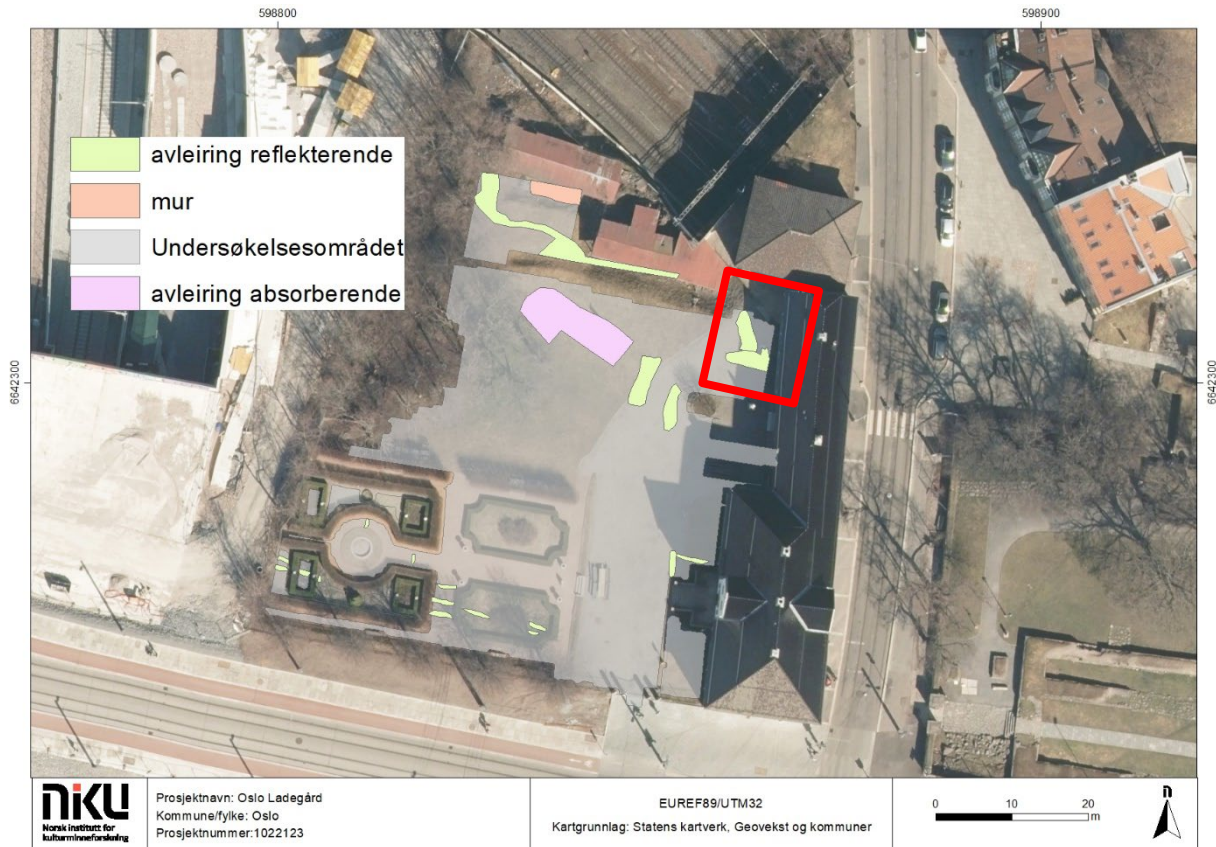 598800
598900
avleiring reflekterende
mur
Undersøkelsesområdet
avleiring absorberende
6642300
6642300
niku
Norsk institutt for
kulturminneforskning
Prosjektnavn: Oslo Ladegård
Kommune/fylke: Oslo
Prosjektnummer:1022123
EUREF89/UTM32
Kartgrunnlag: Statens kartverk, Geovekst og kommuner
0 10 20
m
n